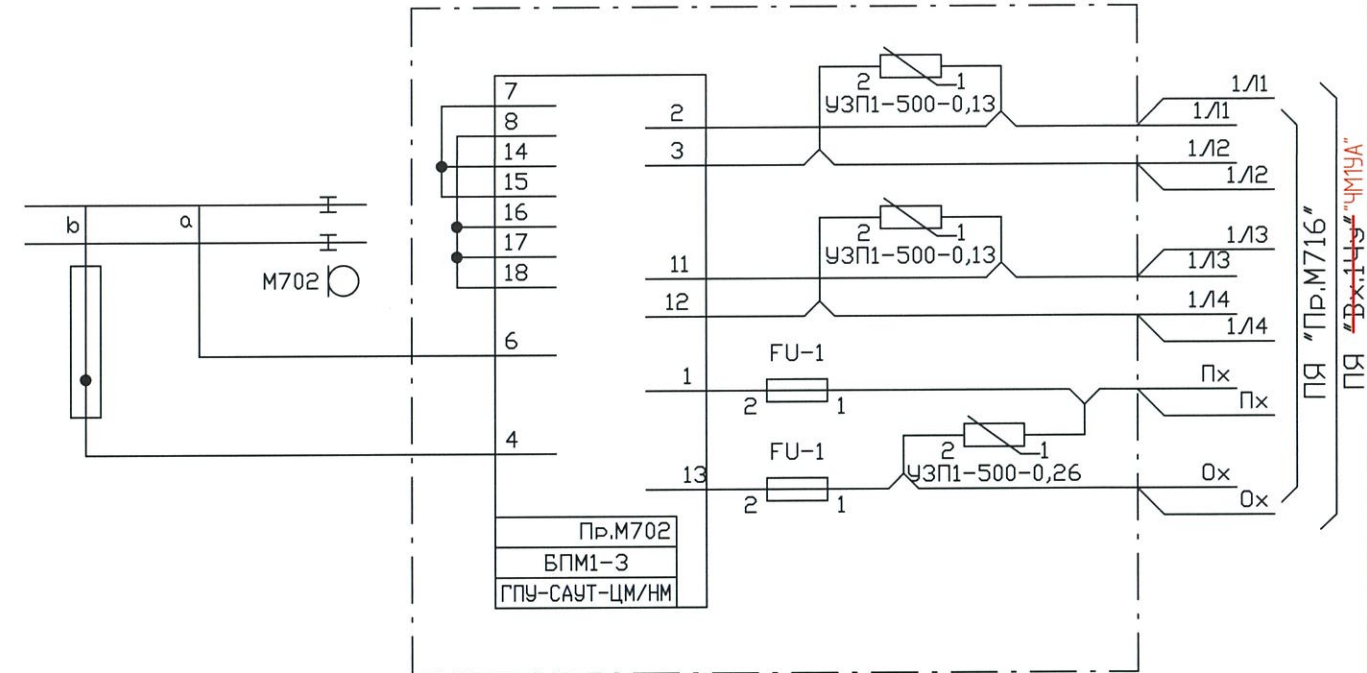 7
8
14
15
16
17
18
6
4
2
3
11
12
1
13
2 1
УЗП1-500-0,13
2 1
УЗП1-500-0,13
FU-1
2 1
2 1
УЗП1-500-0,26
FU-1
2 1
b a
М702
Пр.М702
БПМ1-3
ГПУ-САУТ-ЦМ/НМ
1Л1
1Л1
1Л2
1Л2
1Л3
1Л3
1Л4
1Л4
Пх
Пх
Ох
Ох
ПЯ "Пр.М716"
ПЯ "Вх.1Чу" "ЧМ1УА"